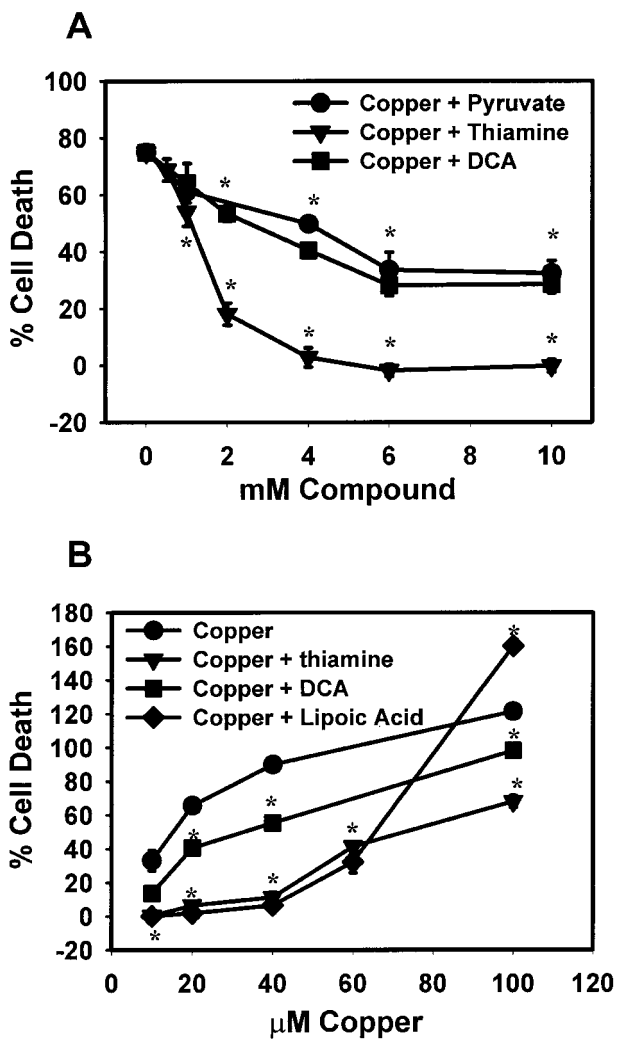 A
100
80
60
40
20
0
-20
% Cell Death
Copper + Pyruvate
Copper + Thiamine
Copper + DCA
* * * *
* * * * *
0 2 4 6 10
mM Compound
B
180
160
140
120
100
80
60
40
20
0
-20
% Cell Death
Copper
Copper + thiamine
Copper + DCA
Copper + Lipoic Acid
*
*
* * *
* * *
*
0 20 40 60 80 100 120
μM Copper